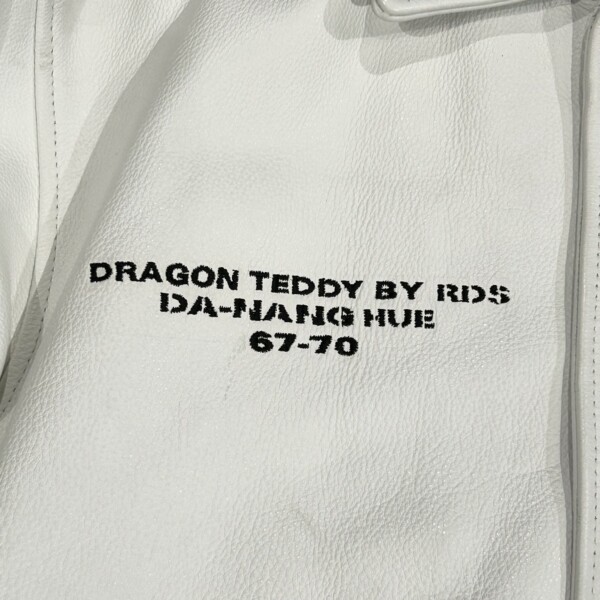 DRAGON TEDDY BY RDS
DA-NANG HUE
67-70